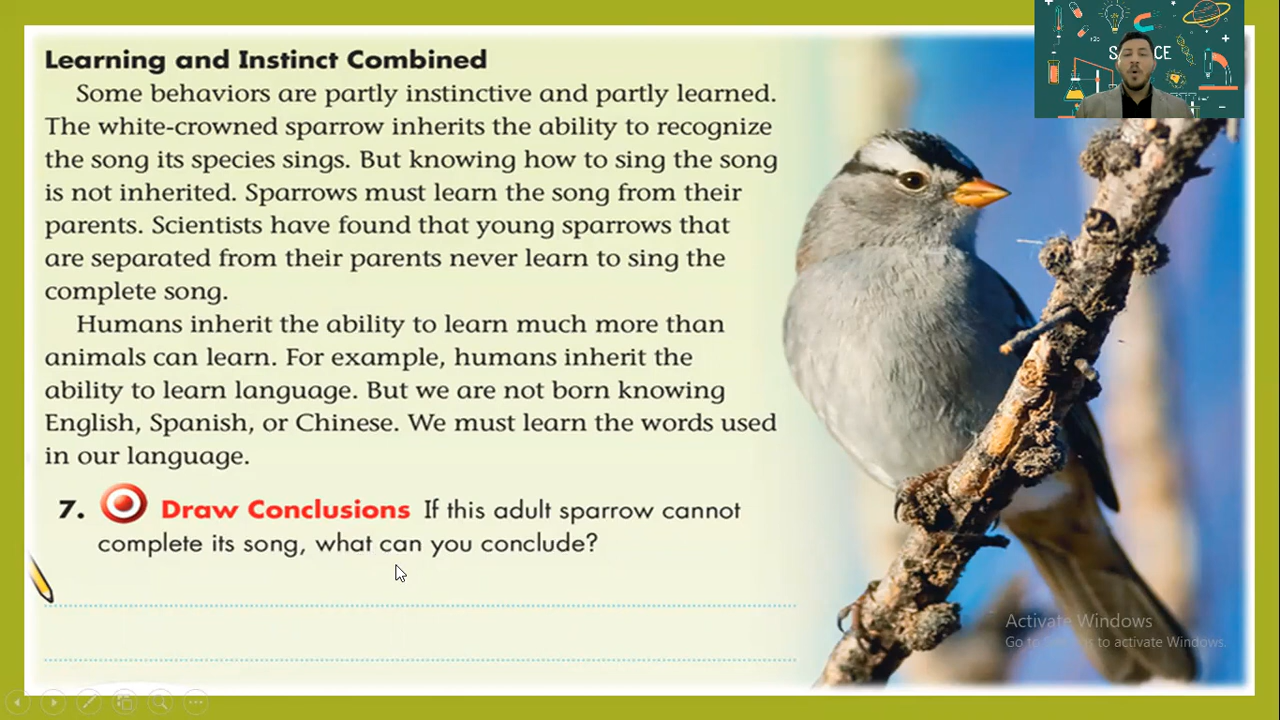 Learning and Instinct Combined
Some behaviors are partly instinctive and partly learned.
The white-crowned sparrow inherits the ability to recognize
the song its species sings. But knowing how to sing the song
is not inherited. Sparrows must learn the song from their
parents. Scientists have found that young sparrows that
are separated from their parents never learn to sing the
complete song.
Humans inherit the ability to learn much more than
animals can learn. For example, humans inherit the
ability to learn language. But we are not born knowing
English, Spanish, or Chinese. We must learn the words used
in our language.
7. Draw Conclusions If this adult sparrow cannot
complete its song, what can you conclude?
Activate Windows
Go to to activate Windows.